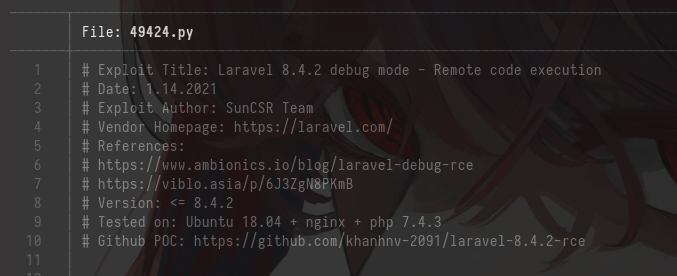 File: 49424.py
1 # Exploit Title: Laravel 8.4.2 debug mode - Remote code execution
2 # Date: 1.14.2021
3 # Exploit Author: SunCSR Team
4 # Vendor Homepage: https://laravel.com/
5 # References:
6 # https://www.ambionics.io/blog/laravel-debug-rce
7 # https://viblo.asia/p/6J3ZgN8PKmB
8 # Version: <= 8.4.2
9 # Tested on: Ubuntu 18.04 + nginx + php 7.4.3
10 # Github POC: https://github.com/khanhnv-2091/laravel-8.4.2-rce
11